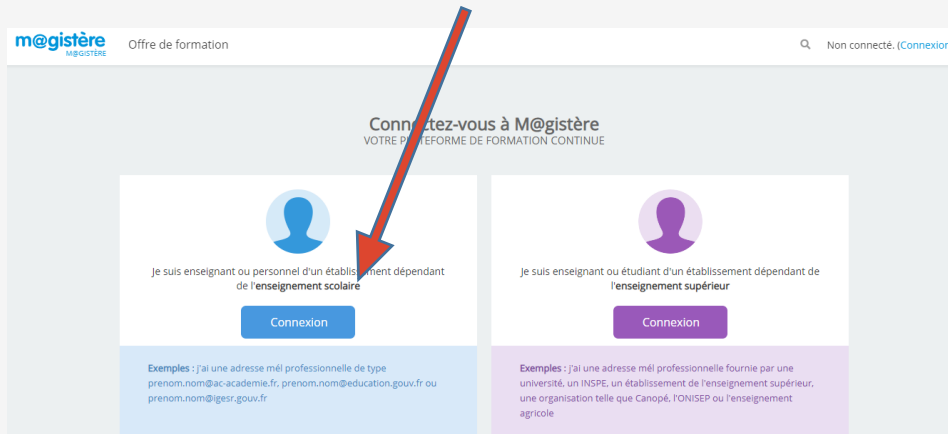 m@gistère
M@GISTÈRE
Offre de formation
Non connecté. (Connexion
Connectez-vous à M@gistère
VOTRE PLATEFORME DE FORMATION CONTINUE
Je suis enseignant ou personnel d'un établissement dépendant
de l'enseignement scolaire
Connexion
Exemples : j'ai une adresse mél professionnelle de type
prenom.nom@ac-academie.fr, prenom.nom@education.gouv.fr ou
prenom.nom@igesr.gouv.fr
Je suis enseignant ou étudiant d'un établissement dépendant de
l'enseignement supérieur
Connexion
Exemples : j'ai une adresse mél professionnelle fournie par une
université, un INSPE, un établissement de l'enseignement supérieur,
une organisation telle que Canopé, l'ONISEP ou l'enseignement
agricole